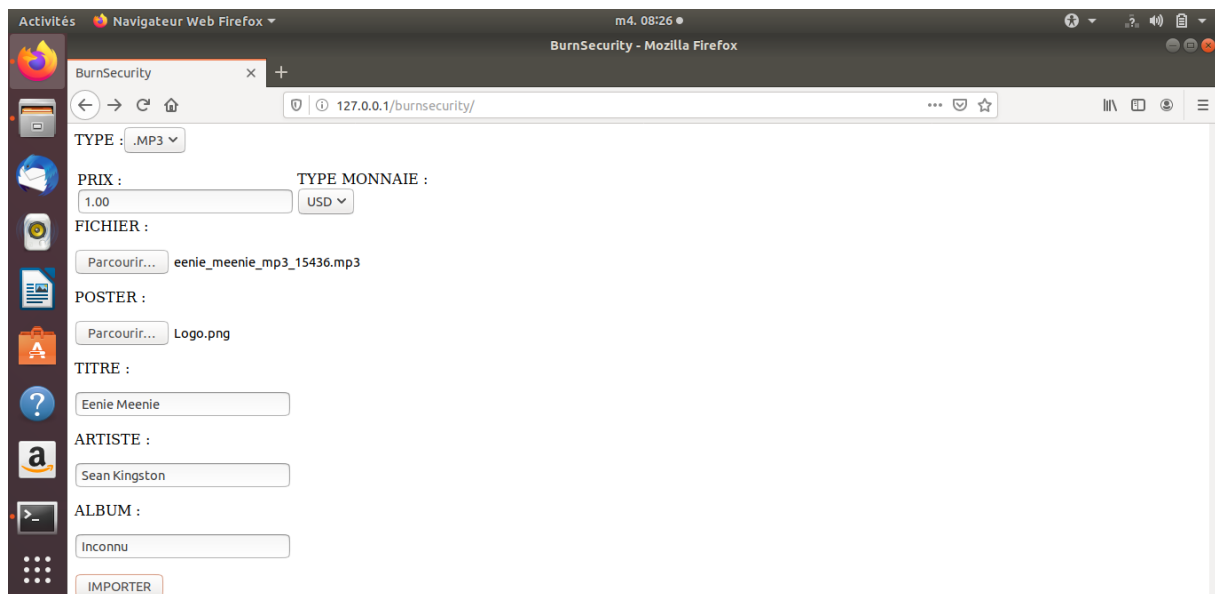 Activités Navigateur Web Firefox m4. 08:26
BurnSecurity - Mozilla Firefox
BurnSecurity
127.0.0.1/burnsecurity/
TYPE : .MP3
PRIX : TYPE MONNAIE :
1.00 USD
FICHIER :
Parcourir... eenie_meenie_mp3_15436.mp3
POSTER :
Parcourir... Logo.png
TITRE :
Eenie Meenie
ARTISTE :
Sean Kingston
ALBUM :
Inconnu
IMPORTER